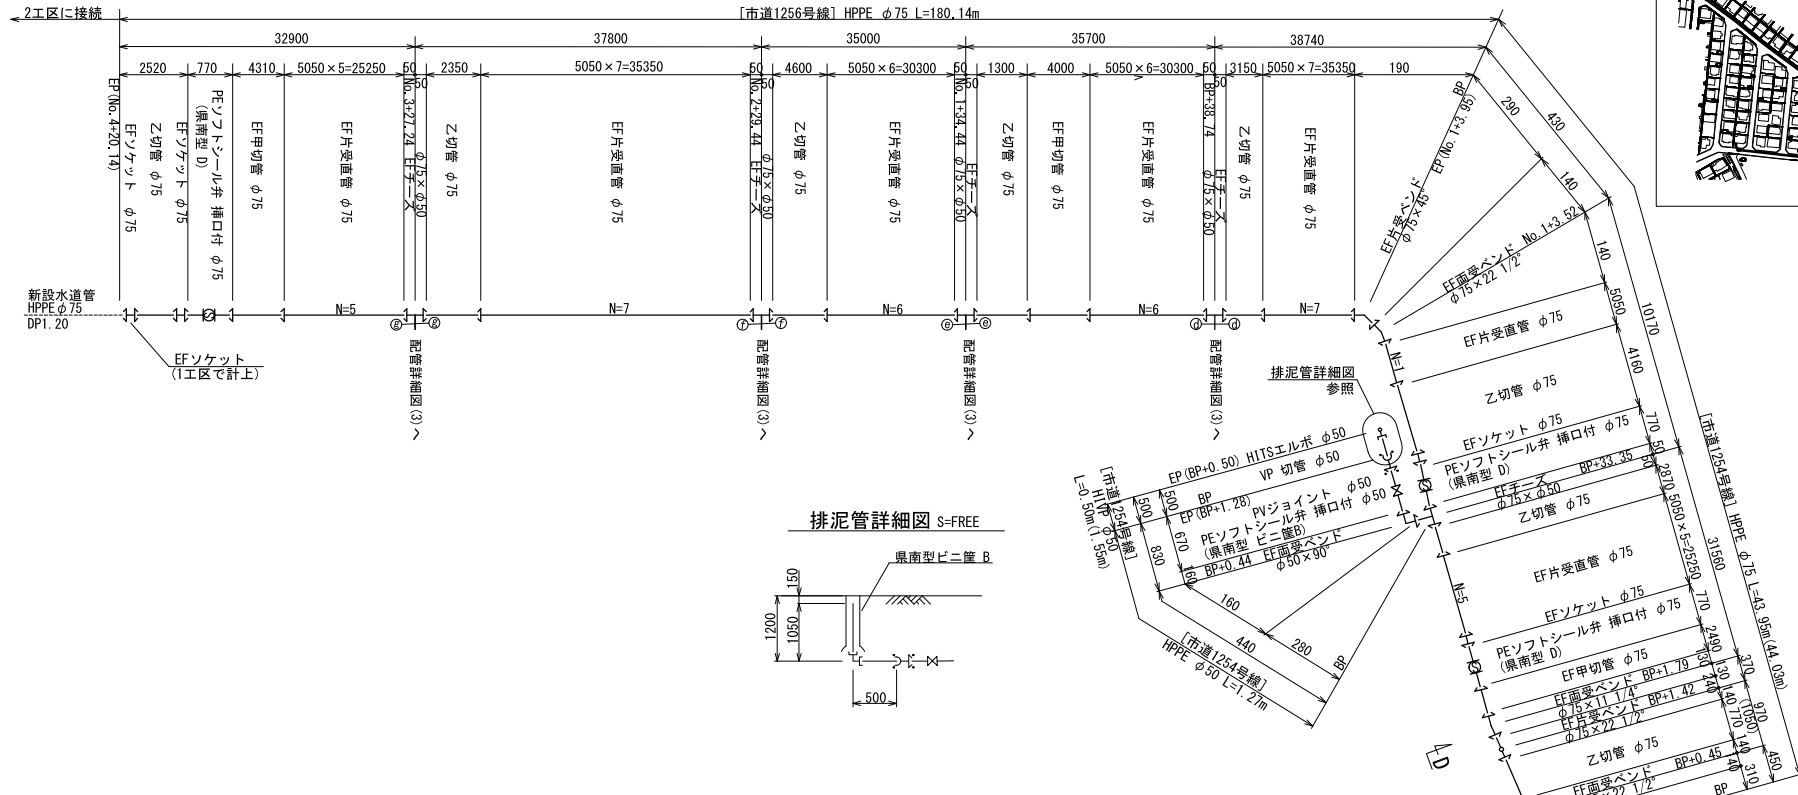 2工区に接続
[市道1256号線] HPPE φ75 L=180.14m
32900
37800
35000
35700
38740
2520
770
4310
5050×5=25250
50
50
2350
5050×7=35350
50
50
4600
5050×6=30300
50
50
1300
4000
5050×6=30300
50
50
3150
5050×7=35350
190
EP(No.4+20.14)
EFソケット φ75
乙切管 φ75
EFソケット φ75
PEソフトシール弁 挿口付 φ75
(県南型 D)
EF甲切管 φ75
EF片受直管 φ75
No.3+27.24 EFチーズ
φ75×φ50
乙切管 φ75
EF片受直管 φ75
No.2+29.44 EFチーズ
φ75×φ50
乙切管 φ75
EF片受直管 φ75
No.1+34.44 φ75×φ50
EFチーズ
乙切管 φ75
EF甲切管 φ75
EF片受直管 φ75
BP+38.74
φ75×φ50
EFチーズ
乙切管 φ75
EF片受直管 φ75
BP
EP(No.1+3.95)
EF片受ベンド
φ75×45°
290
430
140
EF両受ベンド No.1+3.52
φ75×22 1/2°
140
5050
10170
EF片受直管 φ75
4160
乙切管 φ75
EFソケット φ75
770
PEソフトシール弁 挿口付 φ75
(県南型 D)
50
50
EFチーズ BP+33.35
φ75×φ50
2870
乙切管 φ75
5050×5=25250
31560
EF片受直管 φ75
EFソケット φ75
770
PEソフトシール弁 挿口付 φ75
(県南型 D)
2490
EF甲切管 φ75
130
130
370
EF両受ベンド BP+1.79
φ75×11 1/4°
240
140
EF片受ベンド BP+1.42
φ75×22 1/2°
770
970
(1050)
乙切管 φ75
140
140
310
450
EF両受ベンド BP+0.45
BP
[市道1254号線] HPPE φ75 L=43.95m(44.03m)
新設水道管
HPPEφ75
DP1.20
N=5
N=7
N=6
N=6
N=7
N=1
N=5
ⓖ ⓖ
ⓕ ⓕ
ⓔ ⓔ
ⓓ ⓓ
EFソケット
(1工区で計上)
配管詳細図(3)へ
配管詳細図(3)へ
配管詳細図(3)へ
配管詳細図(3)へ
排泥管詳細図
参照
EP(BP+0.50) HITSエルボ φ50
VP 切管 φ50
BP
EP(BP+1.28)
PVジョイント φ50
PEソフトシール弁 挿口付 φ50
(県南型 ビニ筐B)
BP+0.44 EF両受ベンド
φ50×90°
[市道1254号線]
HIVP φ50
L=0.50m(1.55m)
500
500
670
830
160
160
280
440
BP
[市道1254号線]
HPPE φ50 L=1.27m
排泥管詳細図 S=FREE
県南型ビニ筐 B
150
1200
1050
500
D